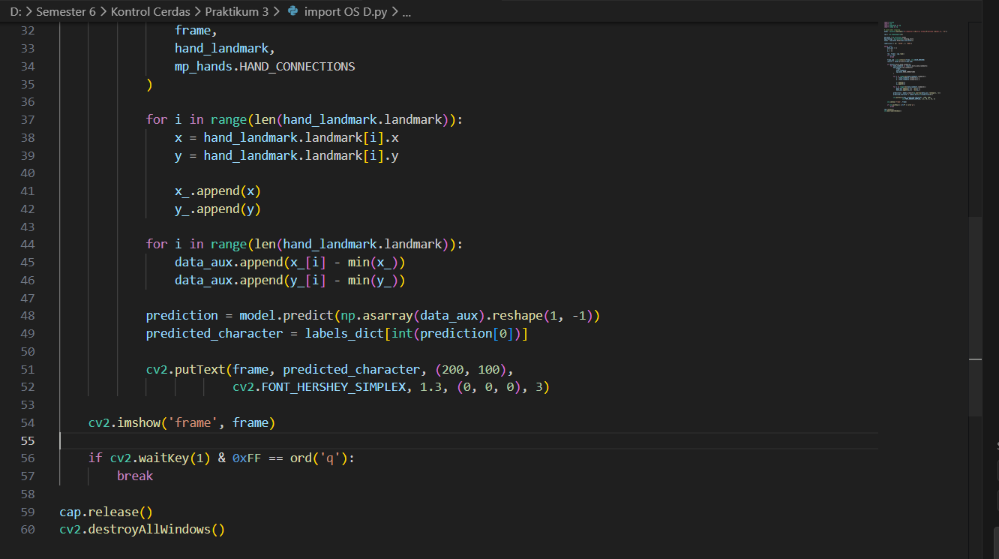 D: > Semester 6 > Kontrol Cerdas > Praktikum 3 > import OS D.py > ...
32 frame,
33 hand_landmark,
34 mp_hands.HAND_CONNECTIONS
35 )
36
37 for i in range(len(hand_landmark.landmark)):
38 x = hand_landmark.landmark[i].x
39 y = hand_landmark.landmark[i].y
40
41 x_.append(x)
42 y_.append(y)
43
44 for i in range(len(hand_landmark.landmark)):
45 data_aux.append(x_[i] - min(x_))
46 data_aux.append(y_[i] - min(y_))
47
48 prediction = model.predict(np.asarray(data_aux).reshape(1, -1))
49 predicted_character = labels_dict[int(prediction[0])]
50
51 cv2.putText(frame, predicted_character, (200, 100),
52 cv2.FONT_HERSHEY_SIMPLEX, 1.3, (0, 0, 0), 3)
53
54 cv2.imshow('frame', frame)
55
56 if cv2.waitKey(1) & 0xFF == ord('q'):
57 break
58
59 cap.release()
60 cv2.destroyAllWindows()